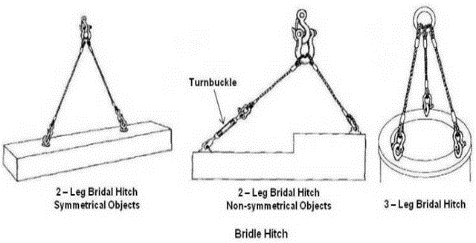 Turnbuckle
2 – Leg Bridal Hitch
Symmetrical Objects
2 – Leg Bridal Hitch
Non-symmetrical Objects
3 – Leg Bridal Hitch
Bridle Hitch